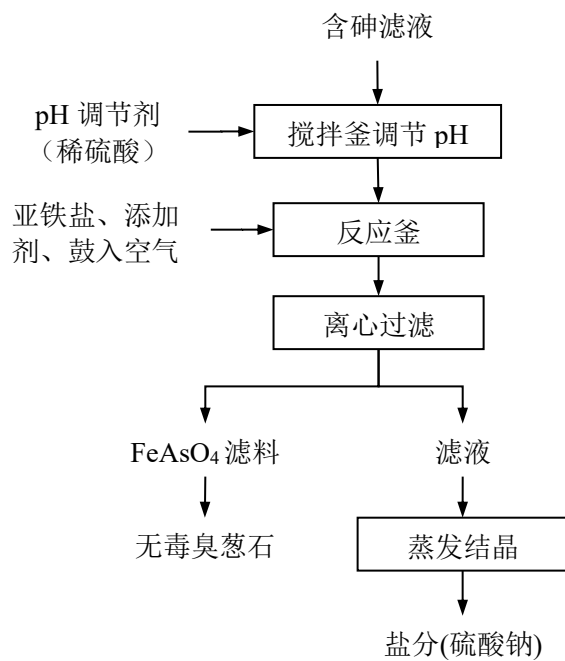 含砷滤液
pH 调节剂
（稀硫酸）
搅拌釜调节 pH
亚铁盐、添加
剂、鼓入空气
反应釜
离心过滤
FeAsO₄ 滤料
滤液
无毒臭葱石
蒸发结晶
盐分(硫酸钠)